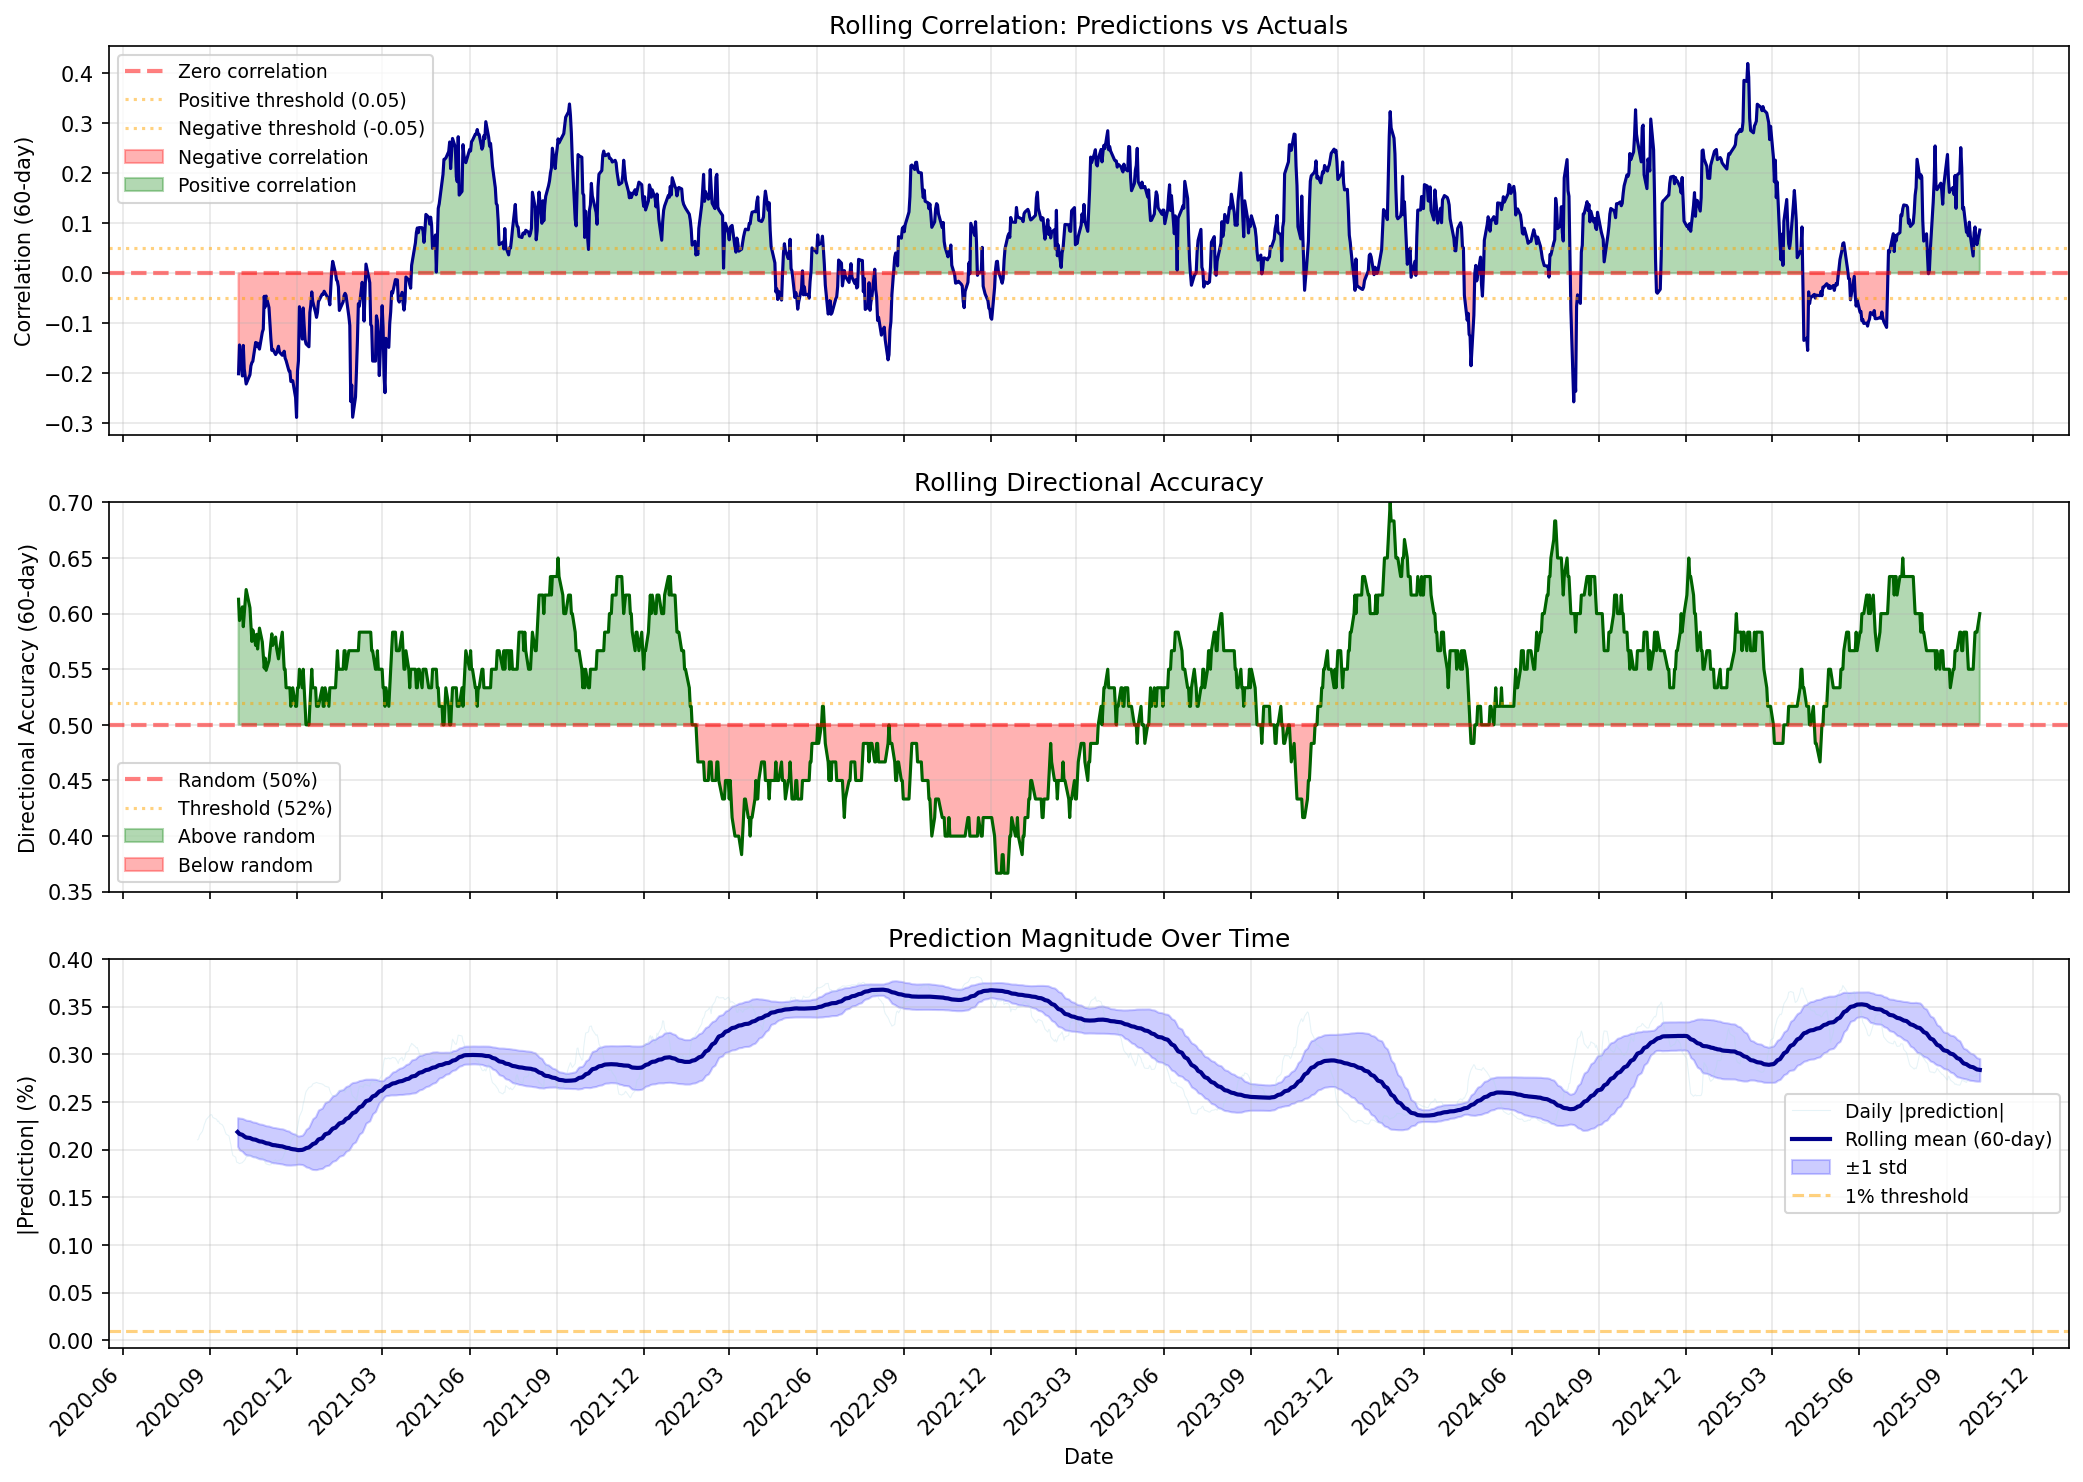 Rolling Correlation: Predictions vs Actuals
Correlation (60-day)
0.4
0.3
0.2
0.1
0.0
−0.1
−0.2
−0.3
Zero correlation
Positive threshold (0.05)
Negative threshold (-0.05)
Negative correlation
Positive correlation
Rolling Directional Accuracy
Directional Accuracy (60-day)
0.70
0.65
0.60
0.55
0.50
0.45
0.40
0.35
Random (50%)
Threshold (52%)
Above random
Below random
Prediction Magnitude Over Time
|Prediction| (%)
0.40
0.35
0.30
0.25
0.20
0.15
0.10
0.05
0.00
Daily |prediction|
Rolling mean (60-day)
±1 std
1% threshold
2020-06
2020-09
2020-12
2021-03
2021-06
2021-09
2021-12
2022-03
2022-06
2022-09
2022-12
2023-03
2023-06
2023-09
2023-12
2024-03
2024-06
2024-09
2024-12
2025-03
2025-06
2025-09
2025-12
Date